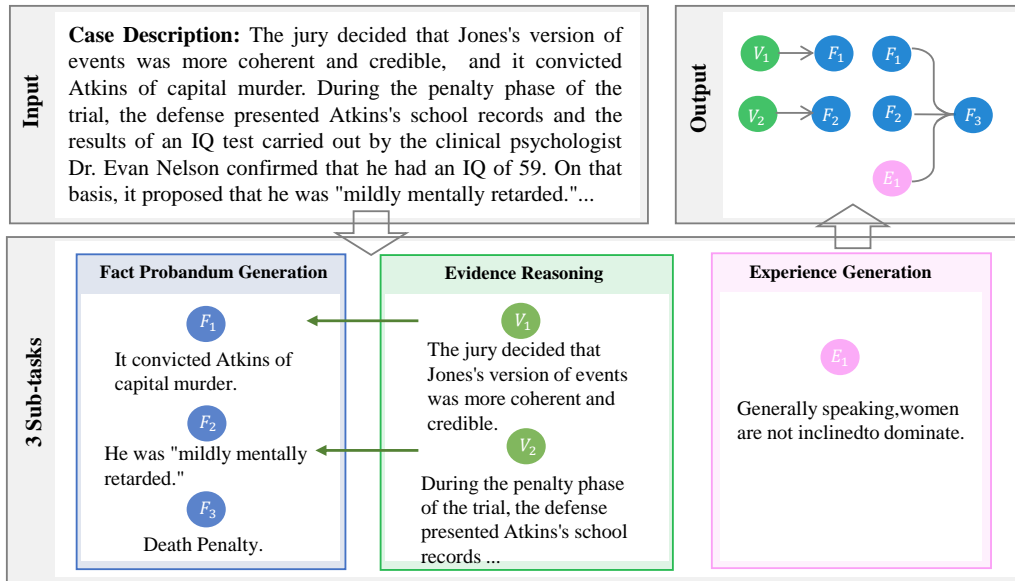 Input
Case Description: The jury decided that Jones's version of
events was more coherent and credible, and it convicted
Atkins of capital murder. During the penalty phase of the
trial, the defense presented Atkins's school records and the
results of an IQ test carried out by the clinical psychologist
Dr. Evan Nelson confirmed that he had an IQ of 59. On that
basis, it proposed that he was "mildly mentally retarded."...
Output
V1
F1
F1
V2
F2
F2
F3
E1
3 Sub-tasks
Fact Probandum Generation
F1
It convicted Atkins of
capital murder.
F2
He was "mildly mentally
retarded."
F3
Death Penalty.
Evidence Reasoning
V1
The jury decided that
Jones's version of events
was more coherent and
credible.
V2
During the penalty phase
of the trial, the defense
presented Atkins's school
records ...
Experience Generation
E1
Generally speaking,women
are not inclinedto dominate.